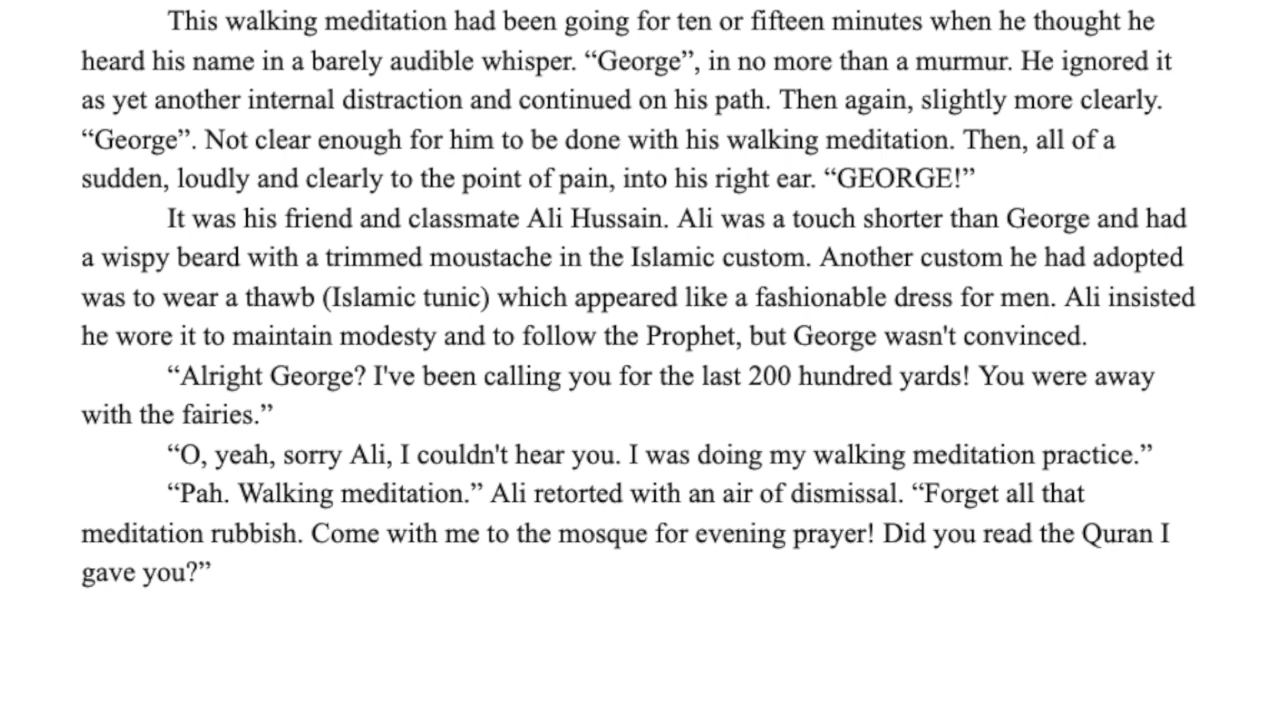 This walking meditation had been going for ten or fifteen minutes when he thought he
heard his name in a barely audible whisper. “George”, in no more than a murmur. He ignored it
as yet another internal distraction and continued on his path. Then again, slightly more clearly.
“George”. Not clear enough for him to be done with his walking meditation. Then, all of a
sudden, loudly and clearly to the point of pain, into his right ear. “GEORGE!”
It was his friend and classmate Ali Hussain. Ali was a touch shorter than George and had
a wispy beard with a trimmed moustache in the Islamic custom. Another custom he had adopted
was to wear a thawb (Islamic tunic) which appeared like a fashionable dress for men. Ali insisted
he wore it to maintain modesty and to follow the Prophet, but George wasn't convinced.
“Alright George? I've been calling you for the last 200 hundred yards! You were away
with the fairies.”
“O, yeah, sorry Ali, I couldn't hear you. I was doing my walking meditation practice.”
“Pah. Walking meditation.” Ali retorted with an air of dismissal. “Forget all that
meditation rubbish. Come with me to the mosque for evening prayer! Did you read the Quran I
gave you?”